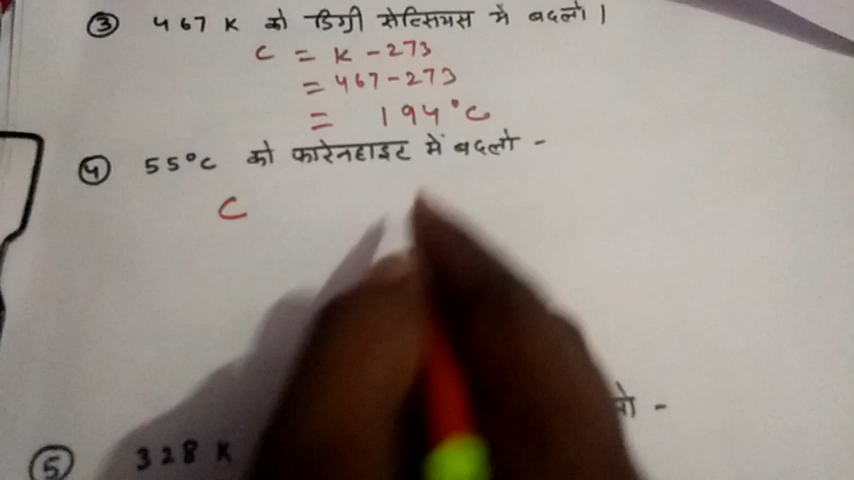 ③ 467 K को डिग्री सेल्सियस में बदलो।
C = K - 273
= 467 - 273
= 194°C
④ 55°C को फारेनहाइट में बदलो -
C
⑤ 328 K